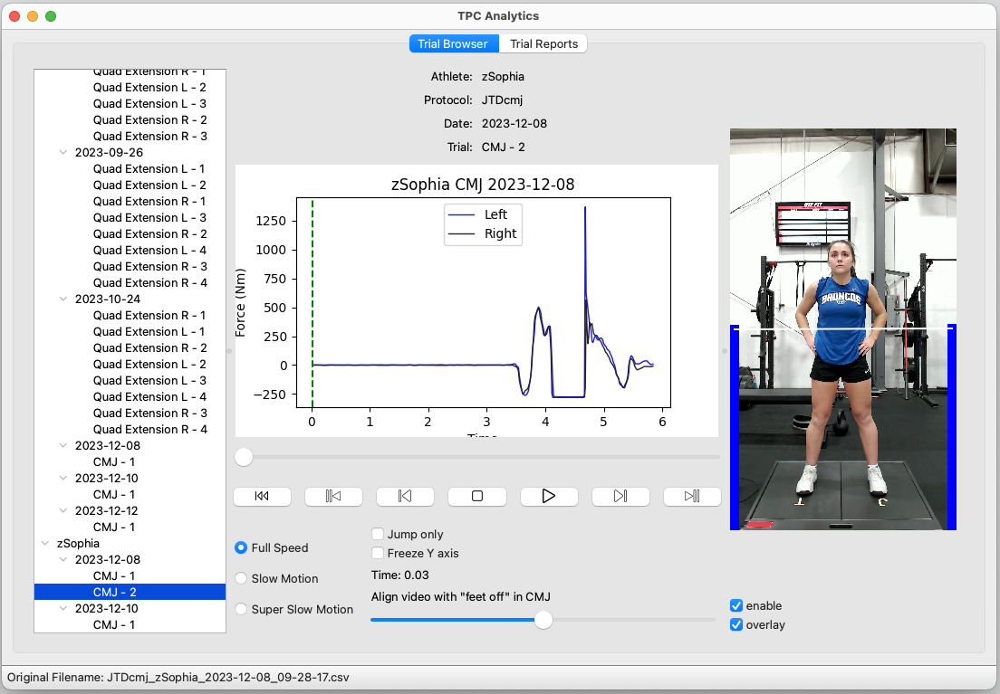 TPC Analytics
Trial Browser
Trial Reports
Quad Extension R - 1
Quad Extension L - 2
Quad Extension L - 3
Quad Extension R - 2
Quad Extension R - 3
2023-09-26
Quad Extension L - 1
Quad Extension L - 2
Quad Extension R - 1
Quad Extension L - 3
Quad Extension R - 2
Quad Extension L - 4
Quad Extension R - 3
Quad Extension R - 4
2023-10-24
Quad Extension R - 1
Quad Extension L - 1
Quad Extension R - 2
Quad Extension L - 2
Quad Extension L - 3
Quad Extension L - 4
Quad Extension R - 3
Quad Extension R - 4
2023-12-08
CMJ - 1
2023-12-10
CMJ - 1
2023-12-12
CMJ - 1
zSophia
2023-12-08
CMJ - 1
CMJ - 2
2023-12-10
CMJ - 1
Athlete: zSophia
Protocol: JTDcmj
Date: 2023-12-08
Trial: CMJ - 2
zSophia CMJ 2023-12-08
Left
Right
Force (Nm)
1250
1000
750
500
250
0
−250
0 1 2 3 4 5 6
Time
Full Speed
Slow Motion
Super Slow Motion
Jump only
Freeze Y axis
Time: 0.03
Align video with "feet off" in CMJ
BRONCOS
enable
overlay
Original Filename: JTDcmj_zSophia_2023-12-08_09-28-17.csv